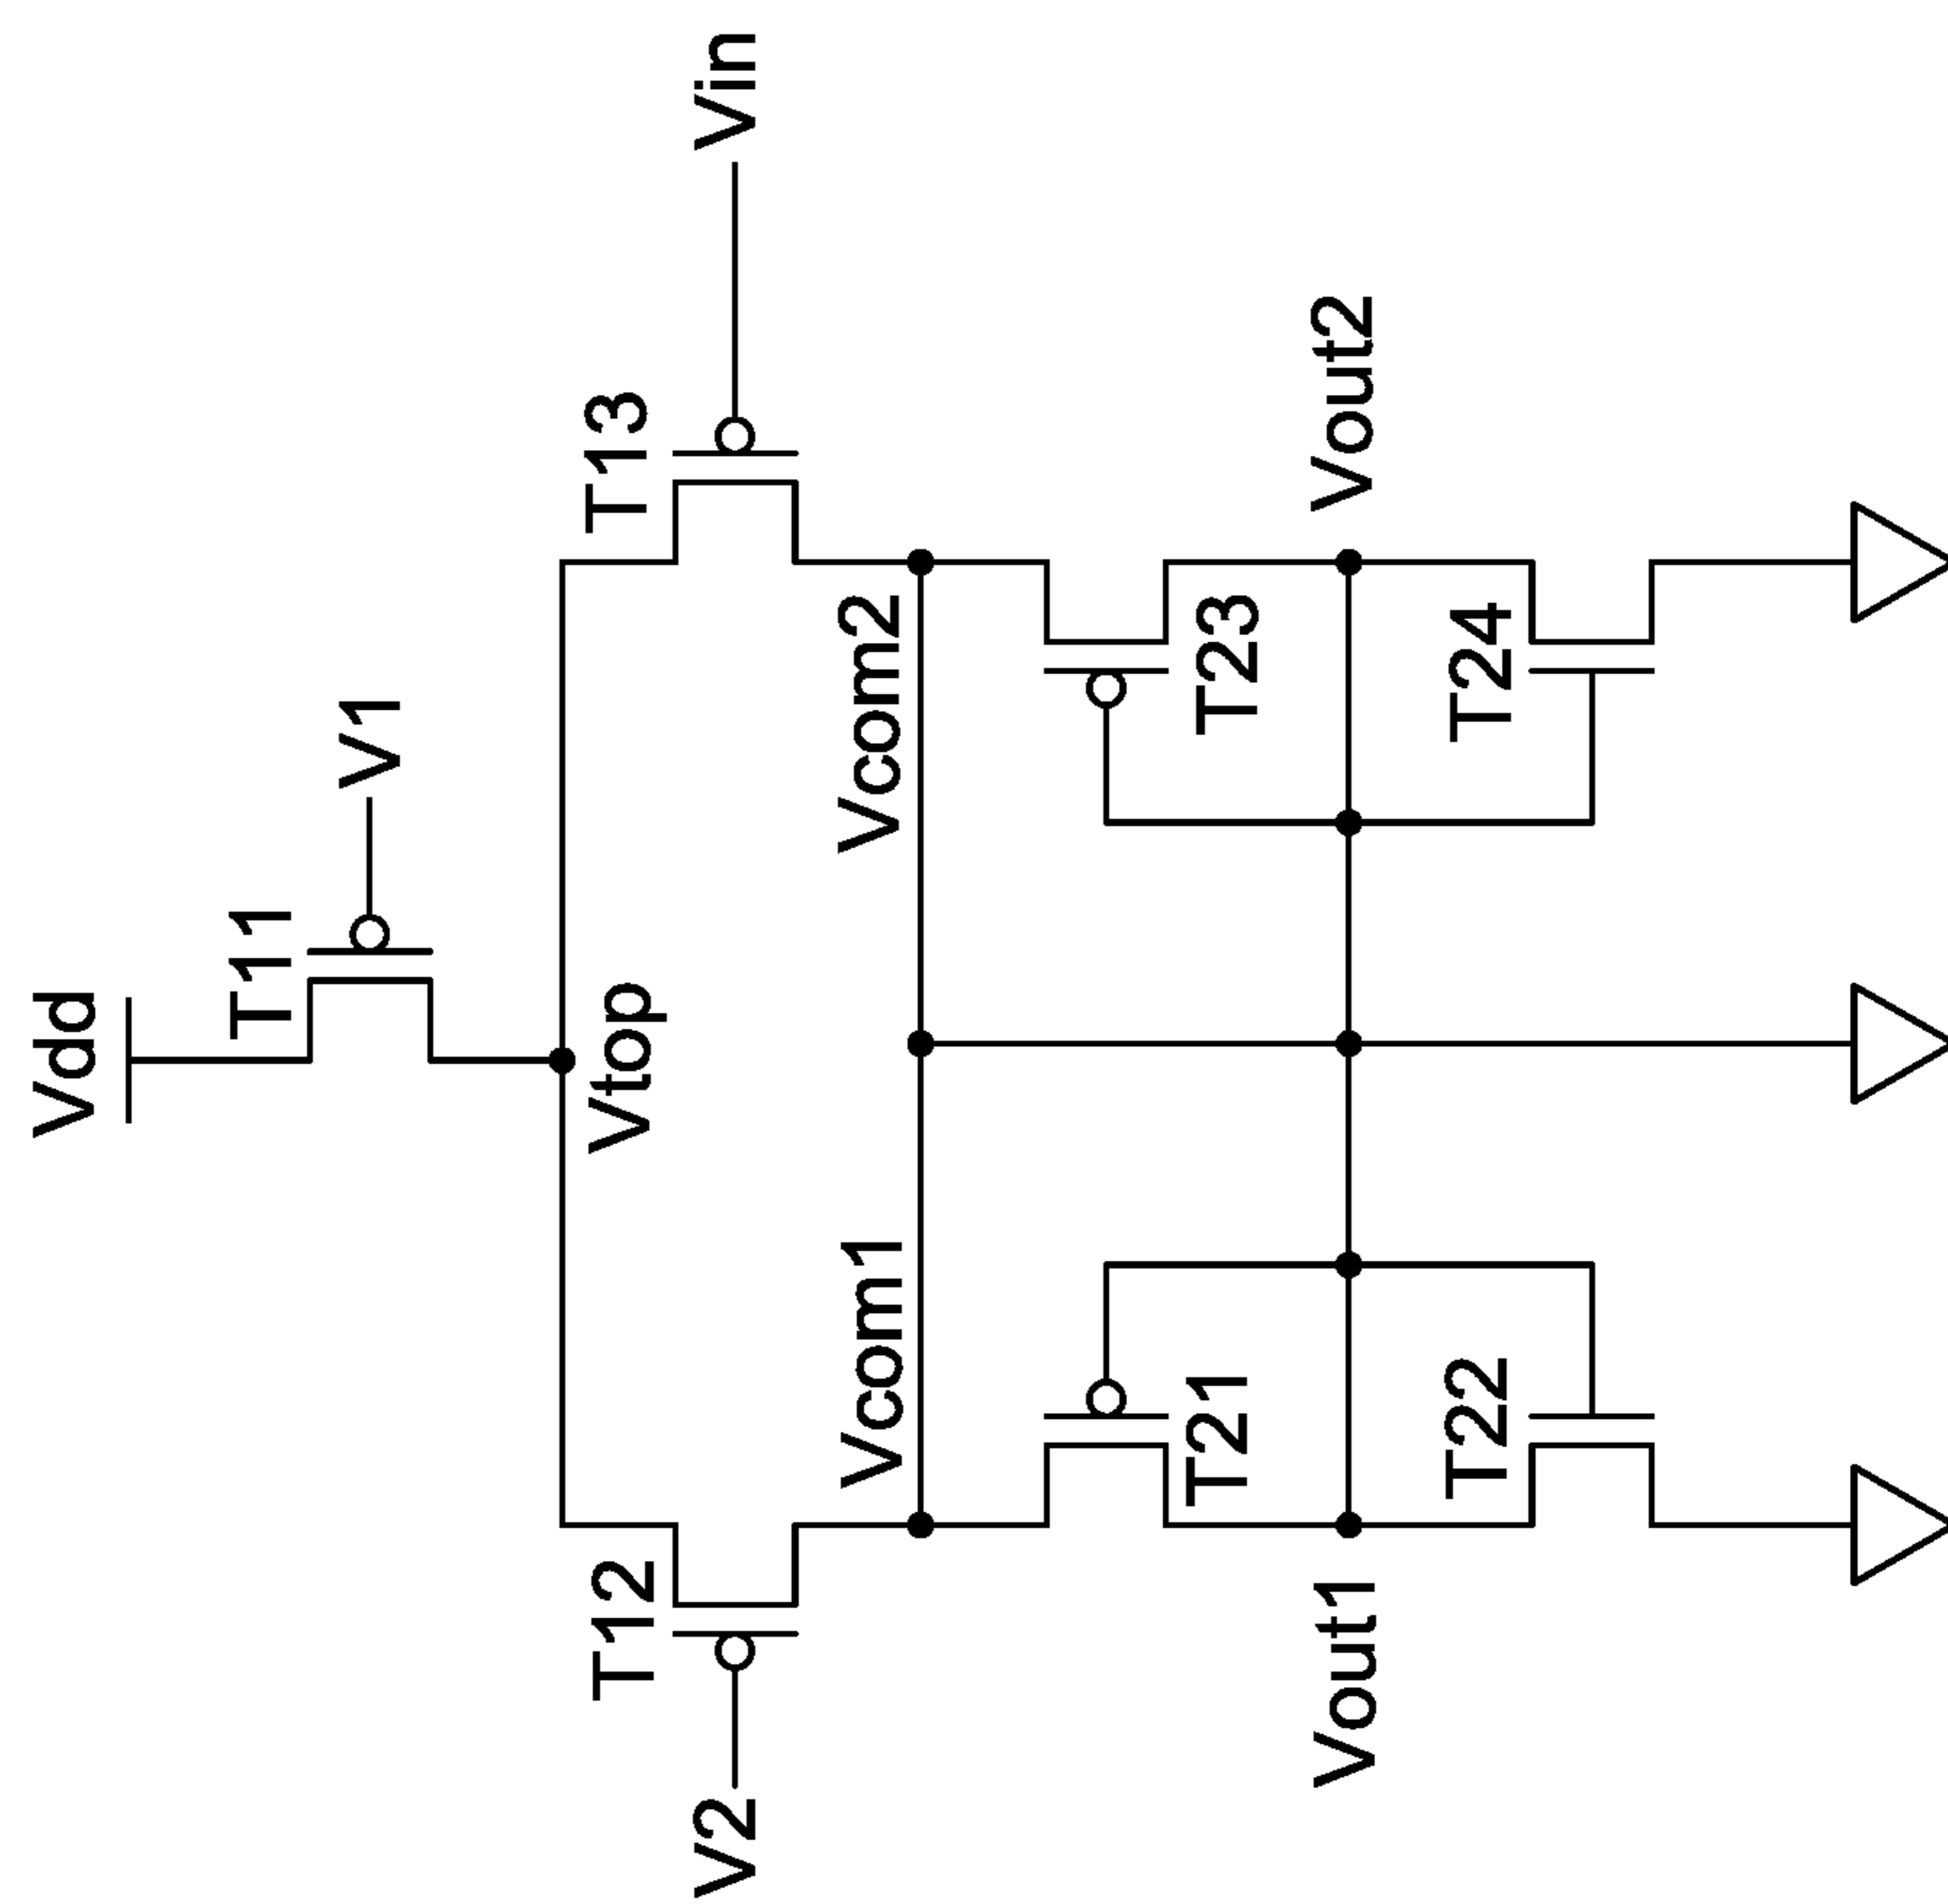 Vdd
T11
V1
Vtop
T12
T13
V2
Vin
Vcom1
Vcom2
T21
T23
Vout1
Vout2
T22
T24